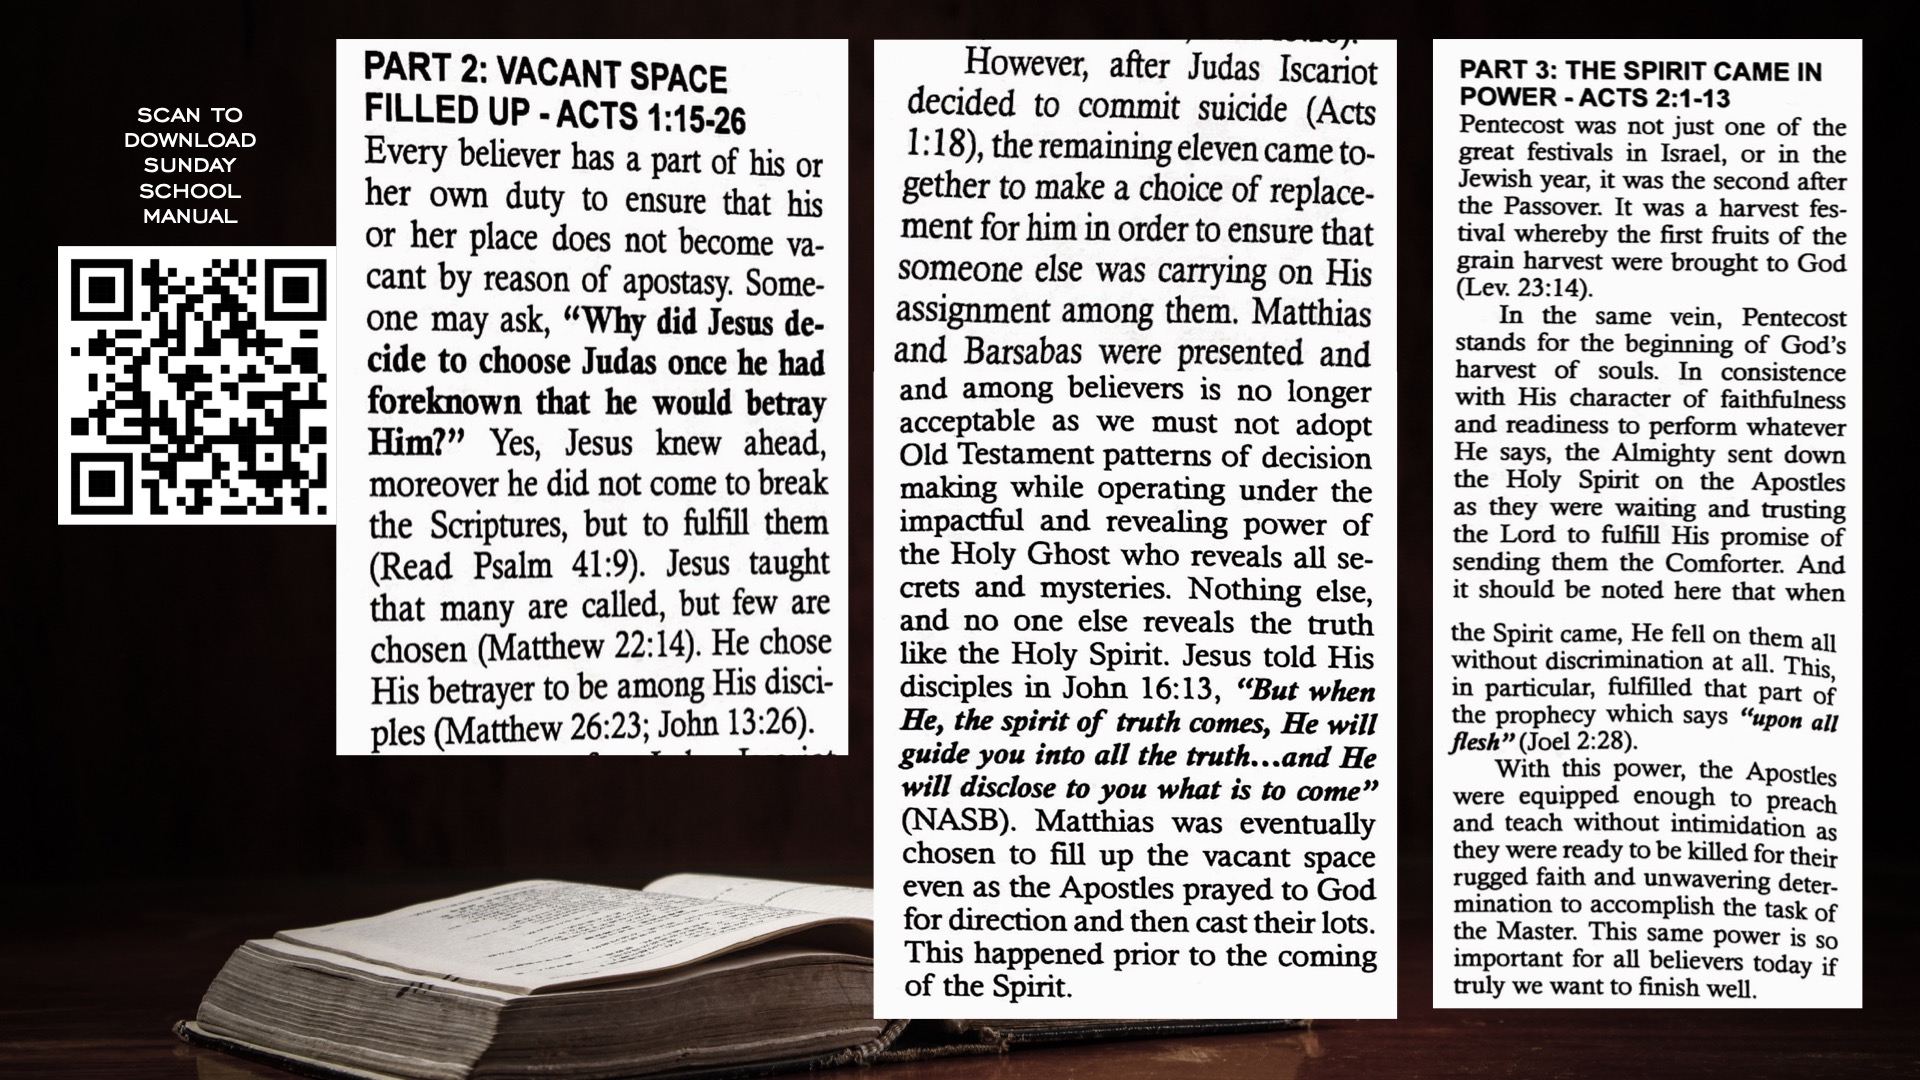 SCAN TO
DOWNLOAD
SUNDAY
SCHOOL
MANUAL
PART 2: VACANT SPACE
FILLED UP - ACTS 1:15-26
Every believer has a part of his or
her own duty to ensure that his
or her place does not become va-
cant by reason of apostasy. Some-
one may ask, “Why did Jesus de-
cide to choose Judas once he had
foreknown that he would betray
Him?” Yes, Jesus knew ahead,
moreover he did not come to break
the Scriptures, but to fulfill them
(Read Psalm 41:9). Jesus taught
that many are called, but few are
chosen (Matthew 22:14). He chose
His betrayer to be among His disci-
ples (Matthew 26:23; John 13:26).
However, after Judas Iscariot
decided to commit suicide (Acts
1:18), the remaining eleven came to-
gether to make a choice of replace-
ment for him in order to ensure that
someone else was carrying on His
assignment among them. Matthias
and Barsabas were presented and
and among believers is no longer
acceptable as we must not adopt
Old Testament patterns of decision
making while operating under the
impactful and revealing power of
the Holy Ghost who reveals all se-
crets and mysteries. Nothing else,
and no one else reveals the truth
like the Holy Spirit. Jesus told His
disciples in John 16:13, “But when
He, the spirit of truth comes, He will
guide you into all the truth...and He
will disclose to you what is to come”
(NASB). Matthias was eventually
chosen to fill up the vacant space
even as the Apostles prayed to God
for direction and then cast their lots.
This happened prior to the coming
of the Spirit.
PART 3: THE SPIRIT CAME IN
POWER - ACTS 2:1-13
Pentecost was not just one of the
great festivals in Israel, or in the
Jewish year, it was the second after
the Passover. It was a harvest fes-
tival whereby the first fruits of the
grain harvest were brought to God
(Lev. 23:14).
In the same vein, Pentecost
stands for the beginning of God’s
harvest of souls. In consistence
with His character of faithfulness
and readiness to perform whatever
He says, the Almighty sent down
the Holy Spirit on the Apostles
as they were waiting and trusting
the Lord to fulfill His promise of
sending them the Comforter. And
it should be noted here that when
the Spirit came, He fell on them all
without discrimination at all. This,
in particular, fulfilled that part of
the prophecy which says “upon all
flesh” (Joel 2:28).
With this power, the Apostles
were equipped enough to preach
and teach without intimidation as
they were ready to be killed for their
rugged faith and unwavering deter-
mination to accomplish the task of
the Master. This same power is so
important for all believers today if
truly we want to finish well.